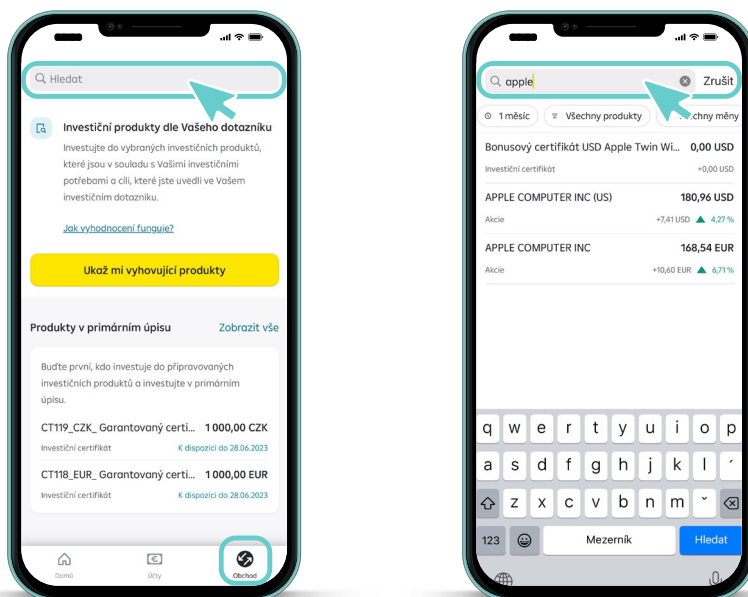 Hledat
Investiční produkty dle Vašeho dotazníku
Investujte do vybraných investičních produktů,
které jsou v souladu s Vašimi investičními
potřebami a cíli, které jste uvedli ve Vašem
investičním dotazníku.
Jak vyhodnocení funguje?
Ukaž mi vyhovující produkty
Produkty v primárním úpisu Zobrazit vše
Buďte první, kdo investuje do připravovaných
investičních produktů a investujte v primárním
úpisu.
CT119_CZK_ Garantovaný certi... 1 000,00 CZK
Investiční certifikát K dispozici do 28.06.2023
CT118_EUR_ Garantovaný certi... 1 000,00 EUR
Investiční certifikát K dispozici do 28.06.2023
Domů Účty Obchod
apple Zrušit
1 měsíc Všechny produkty měny
Bonusový certifikát USD Apple Twin Wi... 0,00 USD
Investiční certifikát +0,00 USD
APPLE COMPUTER INC (US) 180,96 USD
Akcie +7,41 USD ▲ 4,27 %
APPLE COMPUTER INC 168,54 EUR
Akcie +10,60 EUR ▲ 6,71 %
q w e r t y u i o p
a s d f g h j k l ´
z x c v b n m ˇ
123 Mezerník Hledat